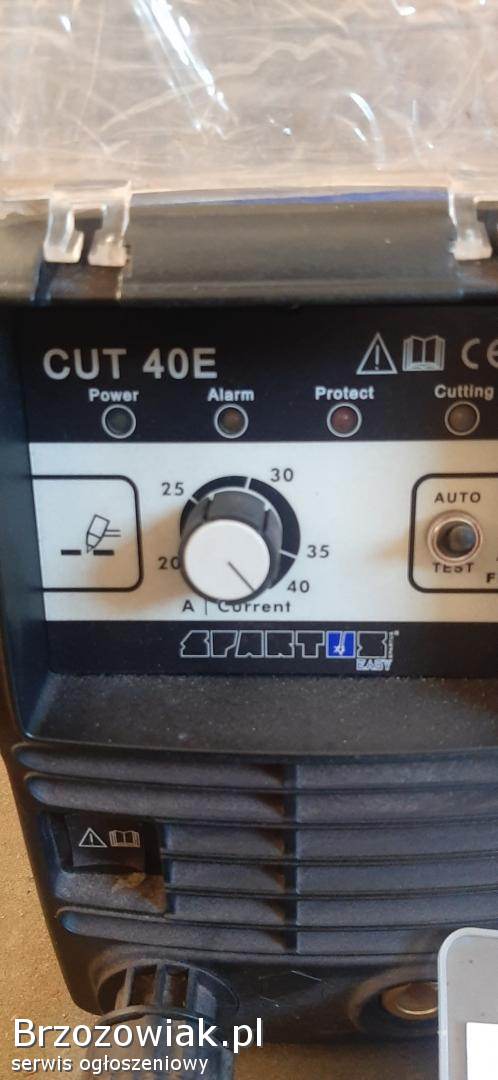 CUT 40E
CE
Power Alarm Protect Cutting
25
30
20
35
40
A | Current
AUTO
TEST
F
SPARTUS
EASY
Brzozowiak.pl
serwis ogłoszeniowy